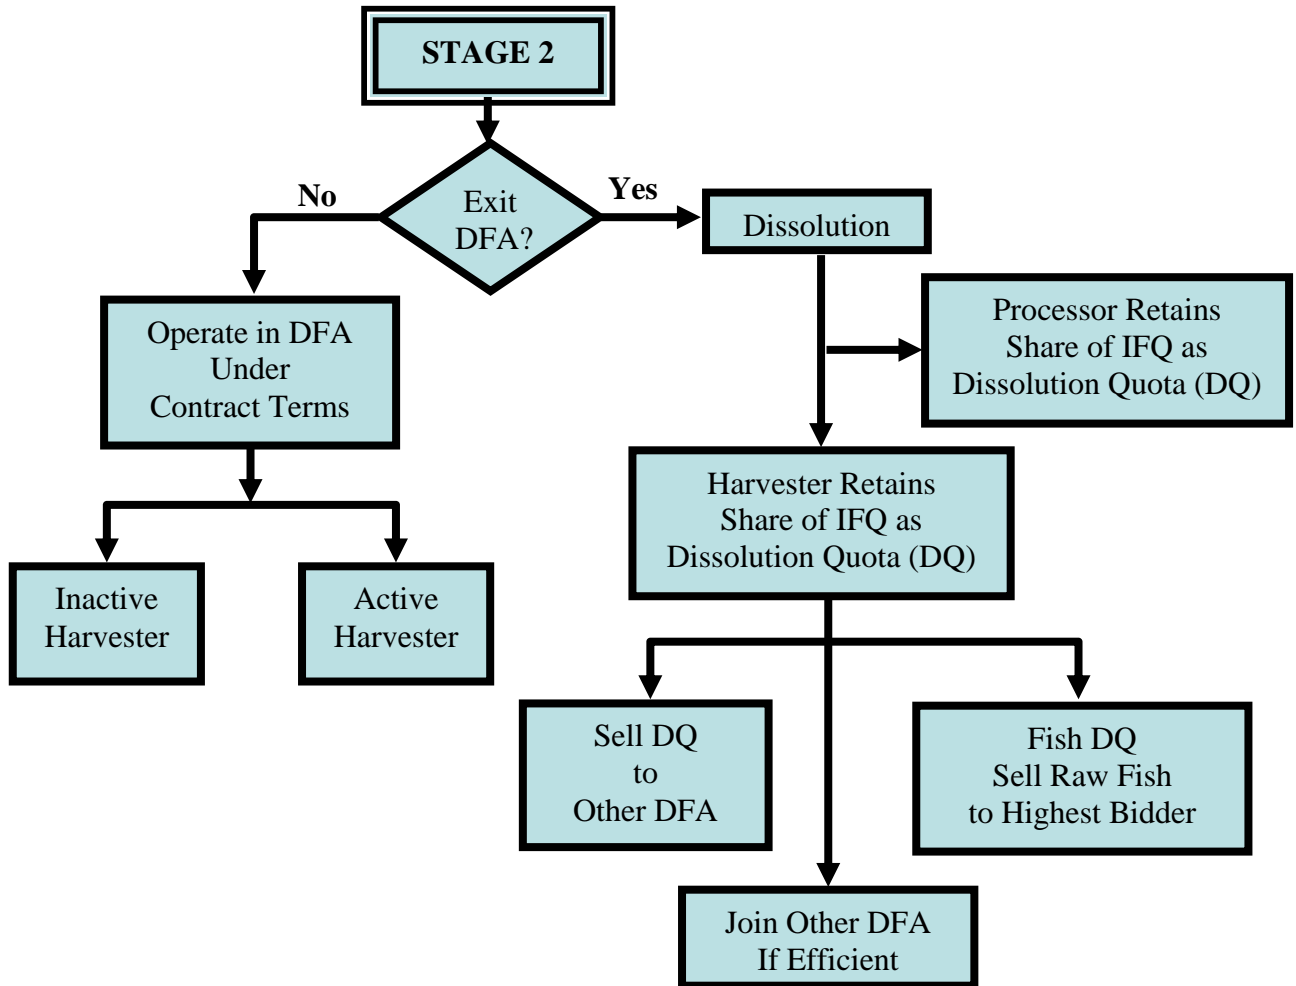 STAGE 2
No
Yes
Exit
DFA?
Dissolution
Operate in DFA
Under
Contract Terms
Processor Retains
Share of IFQ as
Dissolution Quota (DQ)
Harvester Retains
Share of IFQ as
Dissolution Quota (DQ)
Inactive
Harvester
Active
Harvester
Sell DQ
to
Other DFA
Fish DQ
Sell Raw Fish
to Highest Bidder
Join Other DFA
If Efficient